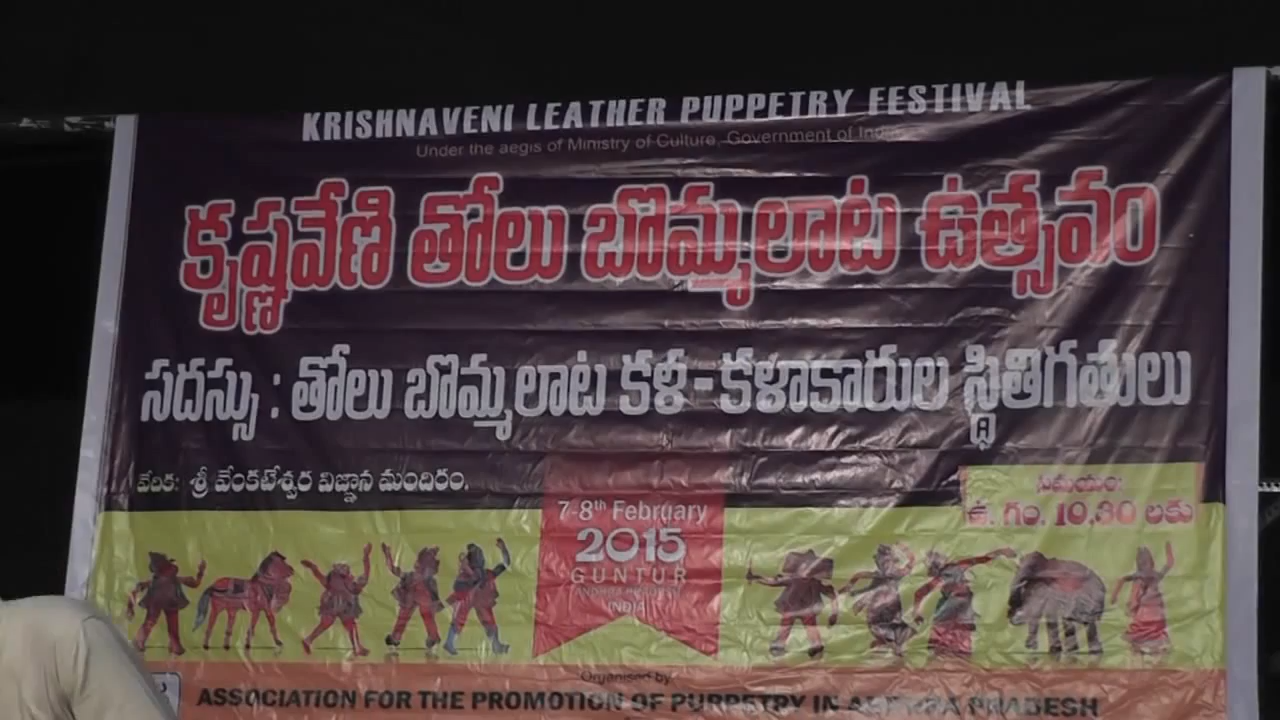 KRISHNAVENI LEATHER PUPPETRY FESTIVAL
Under the aegis of Ministry of Culture, Government of India
కృష్ణవేణి తోలు బొమ్మలాట ఉత్సవం
సదస్సు : తోలు బొమ్మలాట కళ - కళాకారుల స్థితిగతులు
వేదిక: శ్రీ వేంకటేశ్వర విజ్ఞాన మందిరం.
సమయం:
ఉ. గం. 10.30 లకు
7-8th February
2015
GUNTUR
ANDHRA PRADESH
INDIA
Organised by
ASSOCIATION FOR THE PROMOTION OF PUPPETRY IN ANDHRA PRADESH